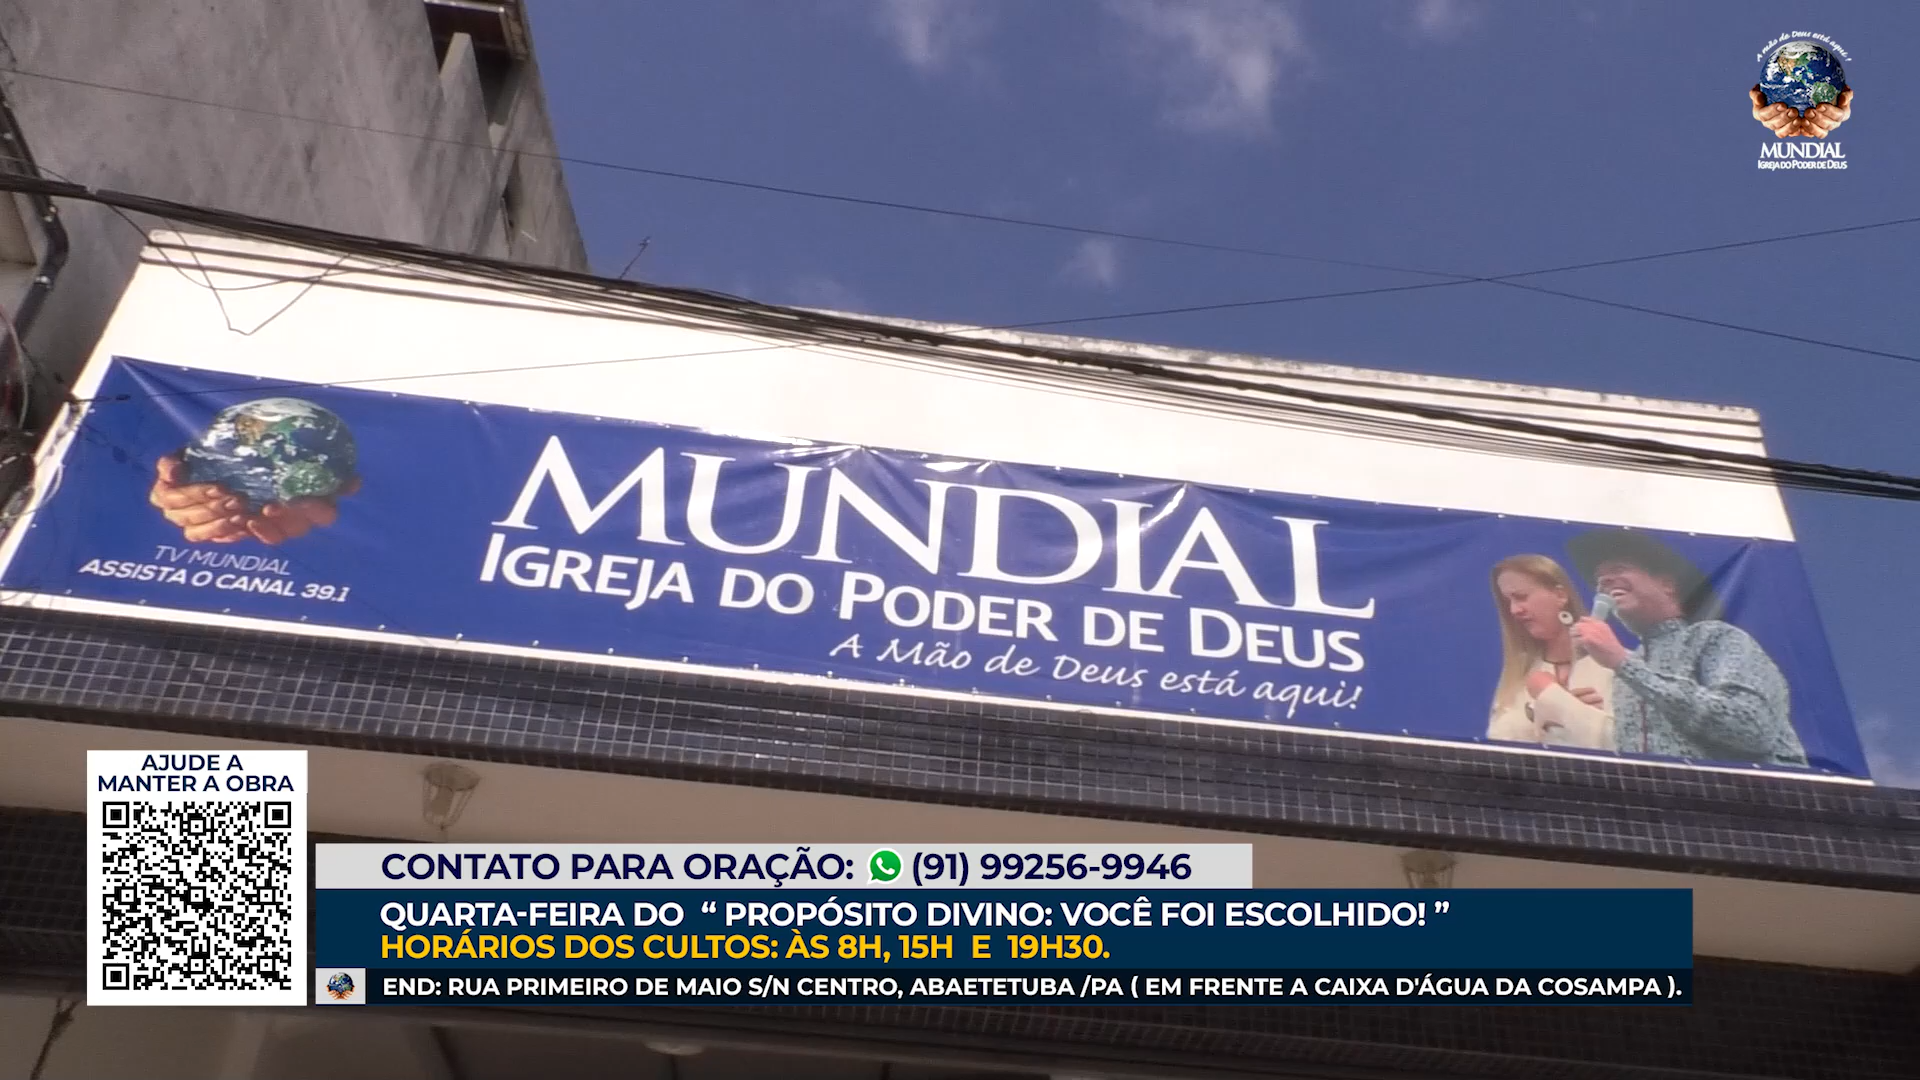 A mão de Deus está aqui!
MUNDIAL
IGREJA DO PODER DE DEUS
MUNDIAL
IGREJA DO PODER DE DEUS
A Mão de Deus está aqui!
TV MUNDIAL
ASSISTA O CANAL 39.1
AJUDE A
MANTER A OBRA
CONTATO PARA ORAÇÃO: (91) 99256-9946
QUARTA-FEIRA DO “ PROPÓSITO DIVINO: VOCÊ FOI ESCOLHIDO! ”
HORÁRIOS DOS CULTOS: ÀS 8H, 15H E 19H30.
END: RUA PRIMEIRO DE MAIO S/N CENTRO, ABAETETUBA /PA ( EM FRENTE A CAIXA D'ÁGUA DA COSAMPA ).